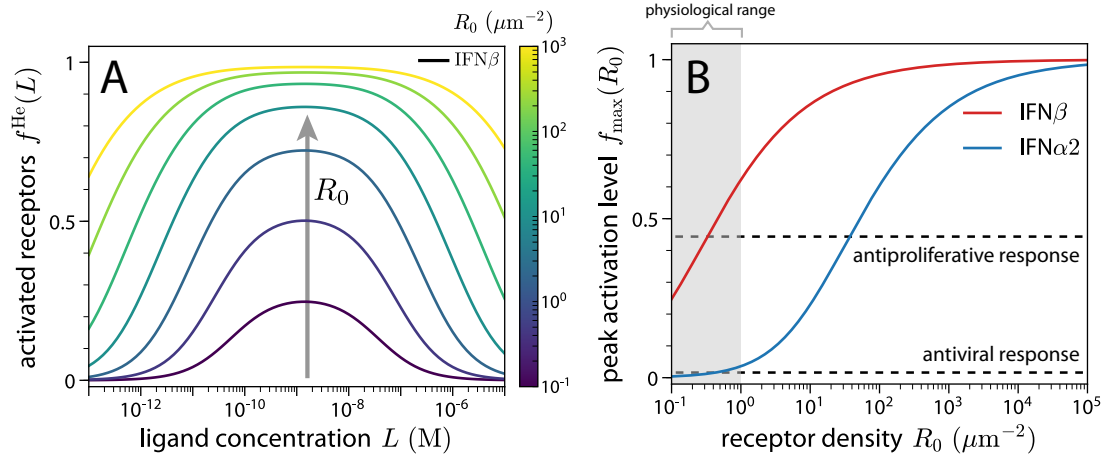 R₀ (μm⁻²)
A
IFNβ
10³
10²
10¹
10⁰
10⁻¹
1
0.5
0
activated receptors f^He(L)
R₀
10⁻¹²
10⁻¹⁰
10⁻⁸
10⁻⁶
ligand concentration L (M)
physiological range
B
IFNβ
IFNα2
1
0.5
0
peak activation level f_max(R₀)
antiproliferative response
antiviral response
10⁻¹
10⁰
10¹
10²
10³
10⁴
10⁵
receptor density R₀ (μm⁻²)